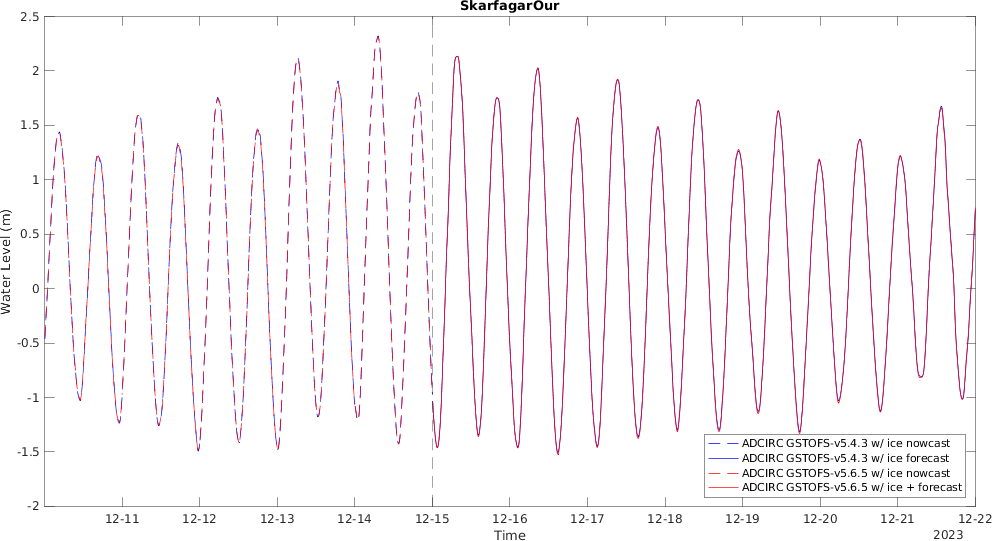 SkarfagarOur
2.5
2
1.5
1
0.5
0
-0.5
-1
-1.5
-2
Water Level (m)
ADCIRC GSTOFS-v5.4.3 w/ ice nowcast
ADCIRC GSTOFS-v5.4.3 w/ ice forecast
ADCIRC GSTOFS-v5.6.5 w/ ice nowcast
ADCIRC GSTOFS-v5.6.5 w/ ice + forecast
12-11 12-12 12-13 12-14 12-15 12-16 12-17 12-18 12-19 12-20 12-21 12-22
Time
2023